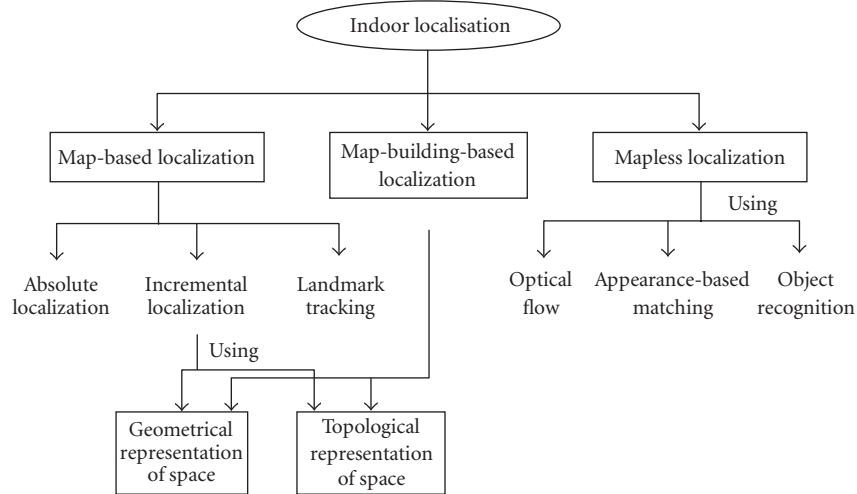 Indoor localisation
Map-based localization
Map-building-based
localization
Mapless localization
Using
Absolute
localization
Incremental
localization
Landmark
tracking
Optical
flow
Appearance-based
matching
Object
recognition
Using
Geometrical
representation
of space
Topological
representation
of space